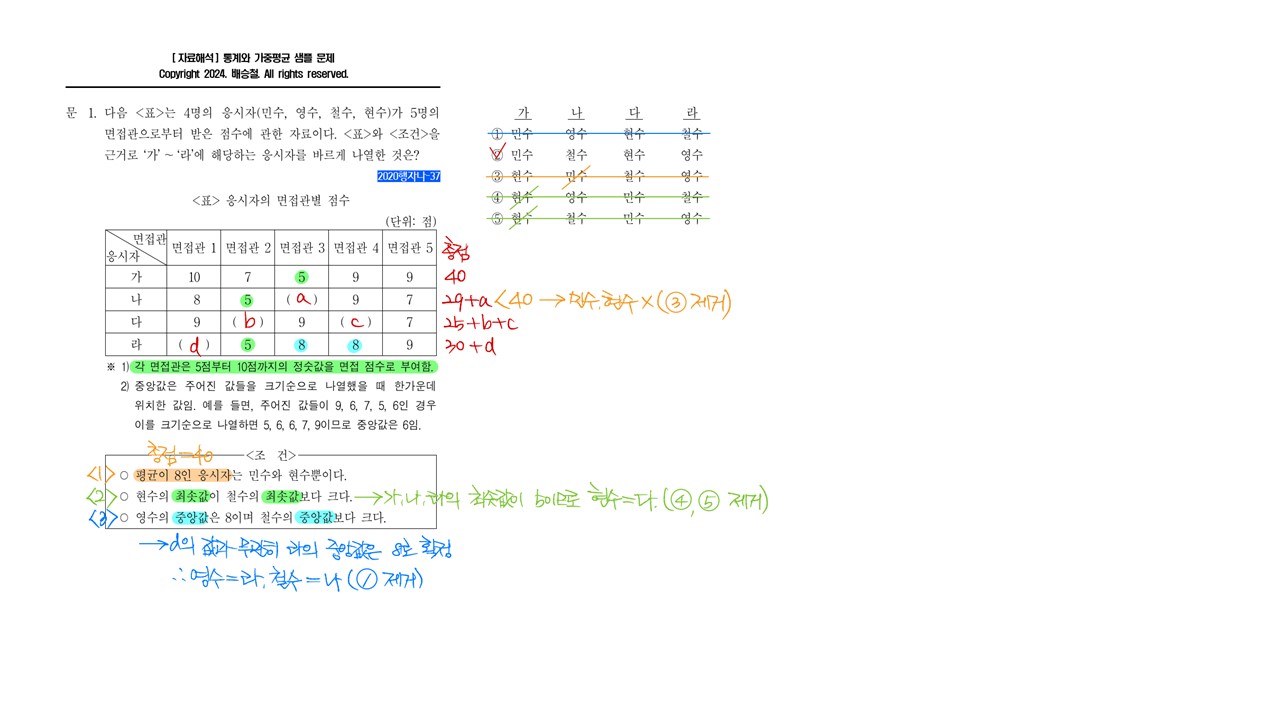 [자료해석] 통계와 가중평균 샘플 문제
Copyright 2024. 배승철. All rights reserved.
문 1. 다음 <표>는 4명의 응시자(민수, 영수, 철수, 현수)가 5명의
면접관으로부터 받은 점수에 관한 자료이다. <표>와 <조건>을
근거로 ‘가’ ~ ‘라’에 해당하는 응시자를 바르게 나열한 것은?
2020행자나-37
<표> 응시자의 면접관별 점수
(단위: 점)
면접관 응시자 면접관 1 면접관 2 면접관 3 면접관 4 면접관 5 총점
가 10 7 5 9 9 40
나 8 5 ( a ) 9 7 29+a <40 → 민수, 현수 × (③ 제거)
다 9 ( b ) 9 ( c ) 7 25+b+c
라 ( d ) 5 8 8 9 30+d
※ 1) 각 면접관은 5점부터 10점까지의 정숫값을 면접 점수로 부여함.
2) 중앙값은 주어진 값들을 크기순으로 나열했을 때 한가운데
위치한 값임. 예를 들면, 주어진 값들이 9, 6, 7, 5, 6인 경우
이를 크기순으로 나열하면 5, 6, 6, 7, 9이므로 중앙값은 6임.
총점=40
<조 건>
<1> ○ 평균이 8인 응시자는 민수와 현수뿐이다.
<2> ○ 현수의 최솟값이 철수의 최솟값보다 크다. → 가, 나, 라의 최솟값이 5이므로 현수=다. (④, ⑤ 제거)
<3> ○ 영수의 중앙값은 8이며 철수의 중앙값보다 크다.
→ d의 값과 무관히 라의 중앙값은 8로 확정
∴ 영수=라, 철수=나 (① 제거)
가 나 다 라
① 민수 영수 현수 철수
② 민수 철수 현수 영수
③ 현수 민수 철수 영수
④ 현수 영수 민수 철수
⑤ 현수 철수 민수 영수